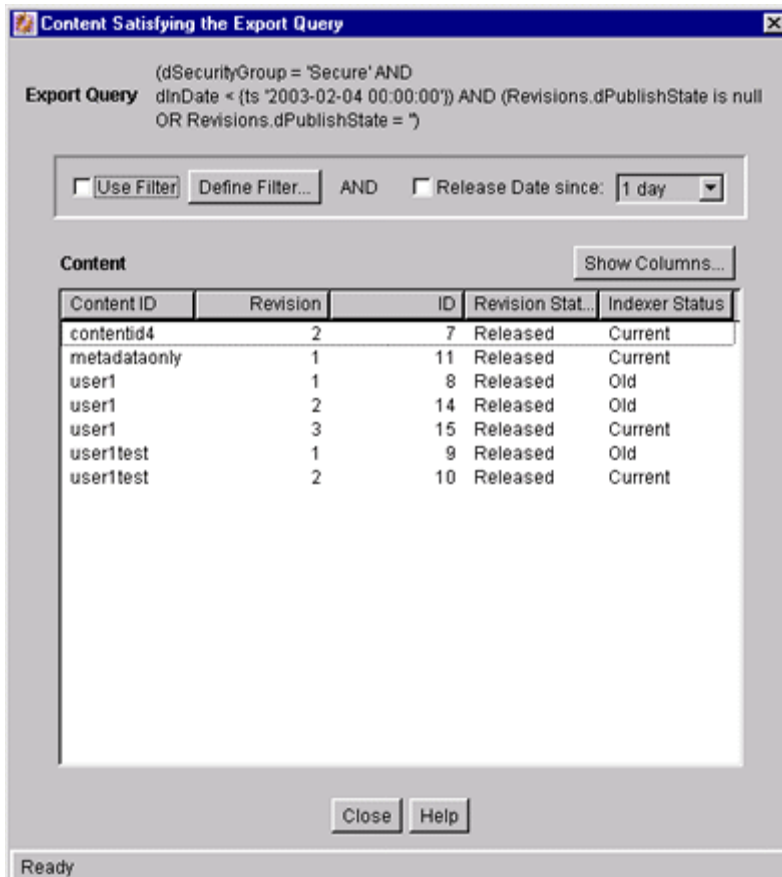 Content Satisfying the Export Query
(dSecurityGroup = 'Secure' AND
Export Query dInDate < {ts '2003-02-04 00:00:00'}) AND (Revisions.dPublishState is null
OR Revisions.dPublishState = '')
Use Filter Define Filter... AND Release Date since: 1 day
Content Show Columns...
Content ID Revision ID Revision Stat... Indexer Status
contentid4 2 7 Released Current
metadataonly 1 11 Released Current
user1 1 8 Released Old
user1 2 14 Released Old
user1 3 15 Released Current
user1test 1 9 Released Old
user1test 2 10 Released Current
Close Help
Ready